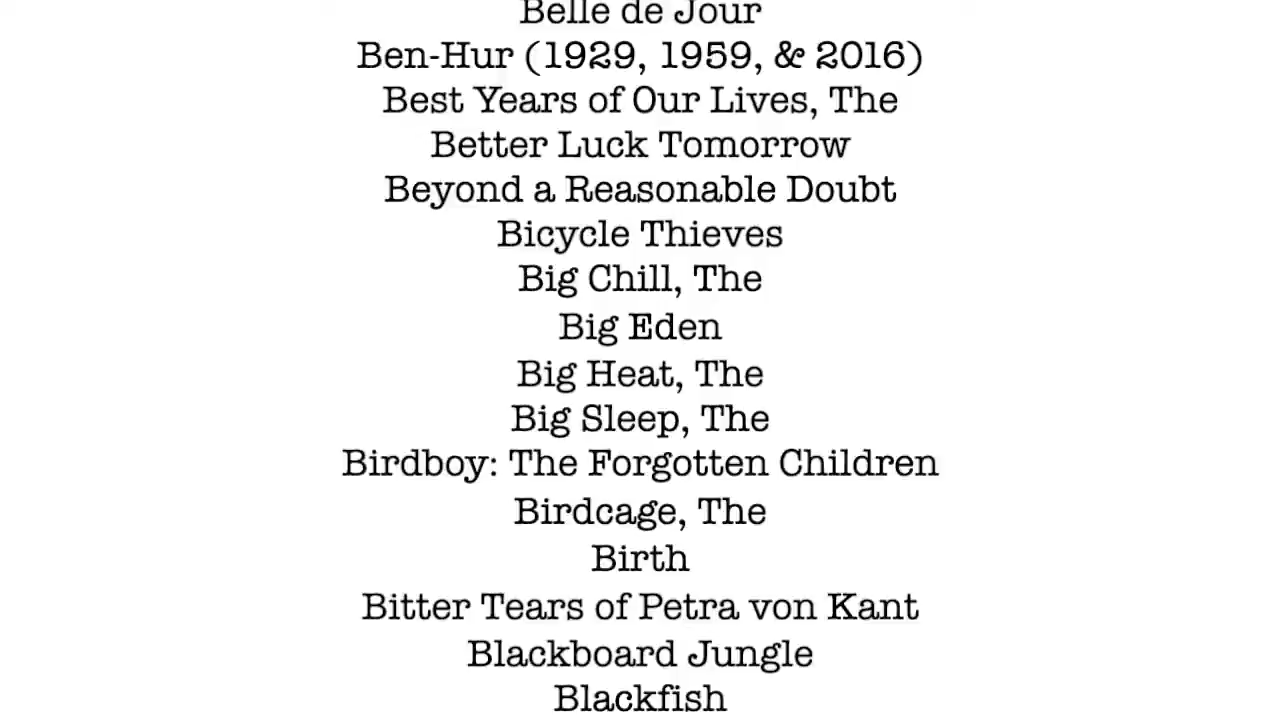 Belle de Jour
Ben-Hur (1929, 1959, & 2016)
Best Years of Our Lives, The
Better Luck Tomorrow
Beyond a Reasonable Doubt
Bicycle Thieves
Big Chill, The
Big Eden
Big Heat, The
Big Sleep, The
Birdboy: The Forgotten Children
Birdcage, The
Birth
Bitter Tears of Petra von Kant
Blackboard Jungle
Blackfish